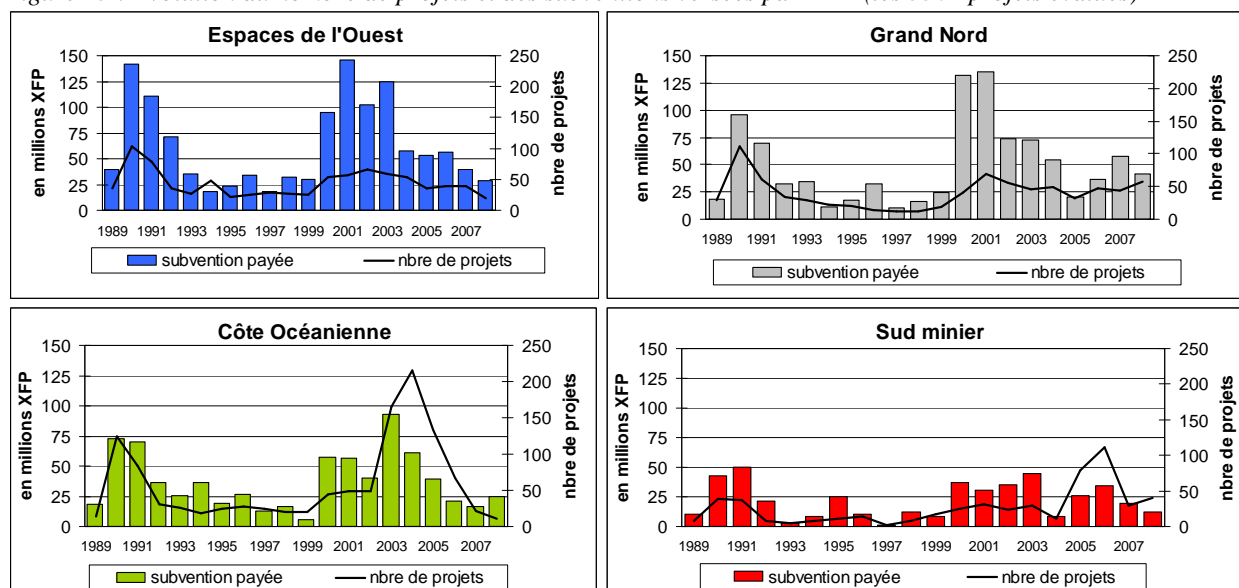 Espaces de l'Ouest
150
125
100
75
50
25
0
en millions XFP
250
200
150
100
50
0
nbre de projets
1989 1991 1993 1995 1997 1999 2001 2003 2005 2007
subvention payée nbre de projets
Grand Nord
150
125
100
75
50
25
0
en millions XFP
250
200
150
100
50
0
nbre de projets
1989 1991 1993 1995 1997 1999 2001 2003 2005 2007
subvention payée nbre de projets
Côte Océanienne
150
125
100
75
50
25
0
en millions XFP
250
200
150
100
50
0
nbre de projets
1989 1991 1993 1995 1997 1999 2001 2003 2005 2007
subvention payée nbre de projets
Sud minier
150
125
100
75
50
25
0
en millions XFP
250
200
150
100
50
0
nbre de projets
1989 1991 1993 1995 1997 1999 2001 2003 2005 2007
subvention payée nbre de projets